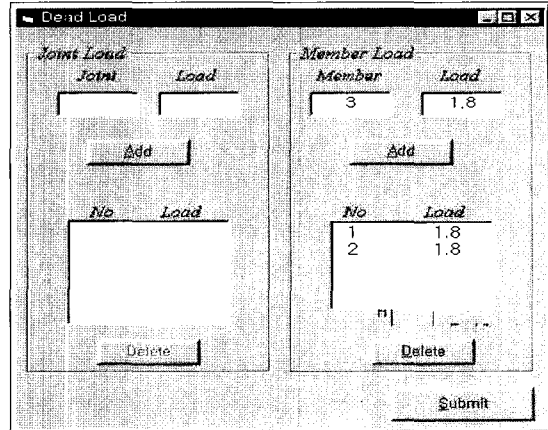 Dead Load
Joint Load
Joint Load
Add
No Load
Delete
Member Load
Member Load
3 1.8
Add
No Load
1 1.8
2 1.8
Delete
Submit